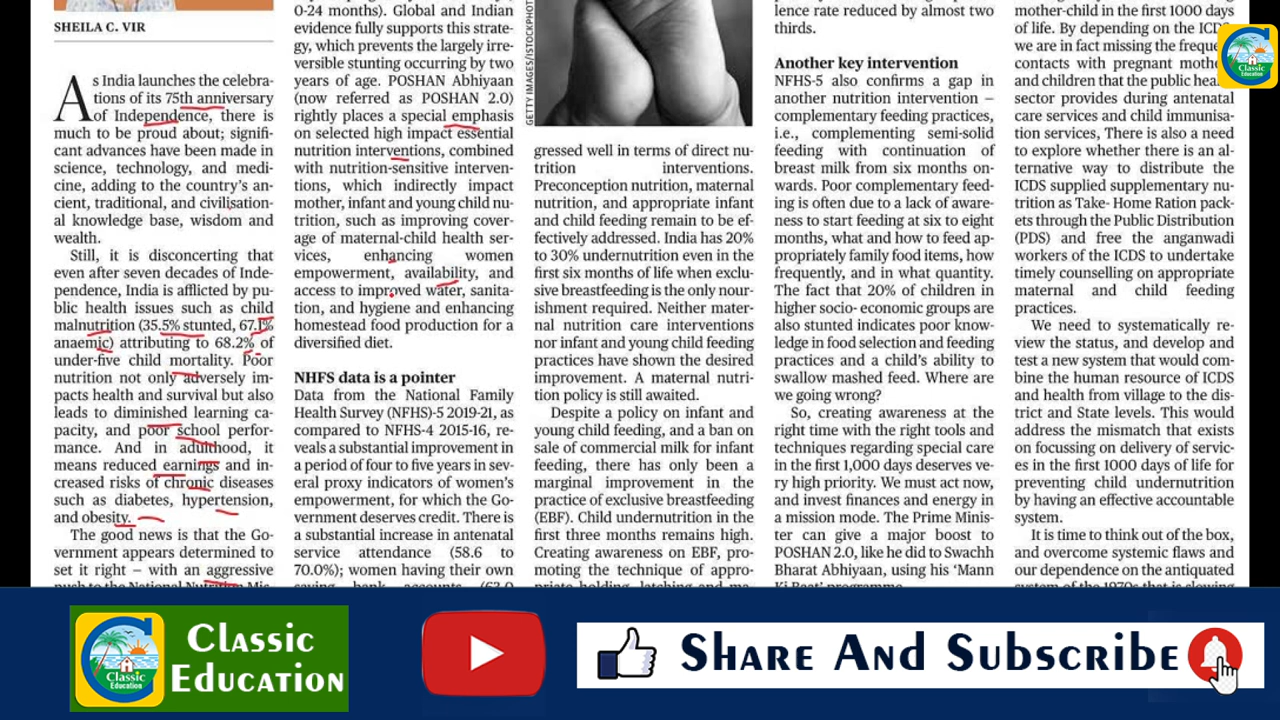 SHEILA C. VIR
As India launches the celebra-
tions of its 75th anniversary
of Independence, there is
much to be proud about; signifi-
cant advances have been made in
science, technology, and medi-
cine, adding to the country's an-
cient, traditional, and civilisation-
al knowledge base, wisdom and
wealth.
Still, it is disconcerting that
even after seven decades of Inde-
pendence, India is afflicted by pu-
blic health issues such as child
malnutrition (35.5% stunted, 67.1%
anaemic) attributing to 68.2% of
under-five child mortality. Poor
nutrition not only adversely im-
pacts health and survival but also
leads to diminished learning ca-
pacity, and poor school perfor-
mance. And in adulthood, it
means reduced earnings and in-
creased risks of chronic diseases
such as diabetes, hypertension,
and obesity.
The good news is that the Go-
vernment appears determined to
set it right – with an aggressive
push to the National Nutrition Mis-
0-24 months). Global and Indian
evidence fully supports this strate-
gy, which prevents the largely irre-
versible stunting occurring by two
years of age. POSHAN Abhiyaan
(now referred as POSHAN 2.0)
rightly places a special emphasis
on selected high impact essential
nutrition interventions, combined
with nutrition-sensitive interven-
tions, which indirectly impact
mother, infant and young child nu-
trition, such as improving cover-
age of maternal-child health ser-
vices, enhancing women
empowerment, availability, and
access to improved water, sanita-
tion, and hygiene and enhancing
homestead food production for a
diversified diet.
NHFS data is a pointer
Data from the National Family
Health Survey (NFHS)-5 2019-21, as
compared to NFHS-4 2015-16, re-
veals a substantial improvement in
a period of four to five years in sev-
eral proxy indicators of women's
empowerment, for which the Go-
vernment deserves credit. There is
a substantial increase in antenatal
service attendance (58.6 to
70.0%); women having their own
saving bank accounts (63.0
GETTY IMAGES/ISTOCKPHOTO
gressed well in terms of direct nu-
trition interventions.
Preconception nutrition, maternal
nutrition, and appropriate infant
and child feeding remain to be ef-
fectively addressed. India has 20%
to 30% undernutrition even in the
first six months of life when exclu-
sive breastfeeding is the only nour-
ishment required. Neither mater-
nal nutrition care interventions
nor infant and young child feeding
practices have shown the desired
improvement. A maternal nutri-
tion policy is still awaited.
Despite a policy on infant and
young child feeding, and a ban on
sale of commercial milk for infant
feeding, there has only been a
marginal improvement in the
practice of exclusive breastfeeding
(EBF). Child undernutrition in the
first three months remains high.
Creating awareness on EBF, pro-
moting the technique of appro-
priate holding, latching and ma-
ence rate reduced by almost two
thirds.
Another key intervention
NFHS-5 also confirms a gap in
another nutrition intervention –
complementary feeding practices,
i.e., complementing semi-solid
feeding with continuation of
breast milk from six months on-
wards. Poor complementary feed-
ing is often due to a lack of aware-
ness to start feeding at six to eight
months, what and how to feed ap-
propriately family food items, how
frequently, and in what quantity.
The fact that 20% of children in
higher socio- economic groups are
also stunted indicates poor know-
ledge in food selection and feeding
practices and a child's ability to
swallow mashed feed. Where are
we going wrong?
So, creating awareness at the
right time with the right tools and
techniques regarding special care
in the first 1,000 days deserves ve-
ry high priority. We must act now,
and invest finances and energy in
a mission mode. The Prime Minis-
ter can give a major boost to
POSHAN 2.0, like he did to Swachh
Bharat Abhiyaan, using his 'Mann
Ki Baat' programme.
mother-child in the first 1000 days
of life. By depending on the ICDS
we are in fact missing the
contacts with pregnant
and children that the public
sector provides during antenatal
care services and child immunisa-
tion services, There is also a need
to explore whether there is an al-
ternative way to distribute the
ICDS supplied supplementary nu-
trition as Take- Home Ration pack-
ets through the Public Distribution
(PDS) and free the anganwadi
workers of the ICDS to undertake
timely counselling on appropriate
maternal and child feeding
practices.
We need to systematically re-
view the status, and develop and
test a new system that would com-
bine the human resource of ICDS
and health from village to the dis-
trict and State levels. This would
address the mismatch that exists
on focussing on delivery of servic-
es in the first 1000 days of life for
preventing child undernutrition
by having an effective accountable
system.
It is time to think out of the box,
and overcome systemic flaws and
our dependence on the antiquated
system of the 1970s that is slowing
Classic
Education
Classic
Education
Classic
Education
Share And Subscribe